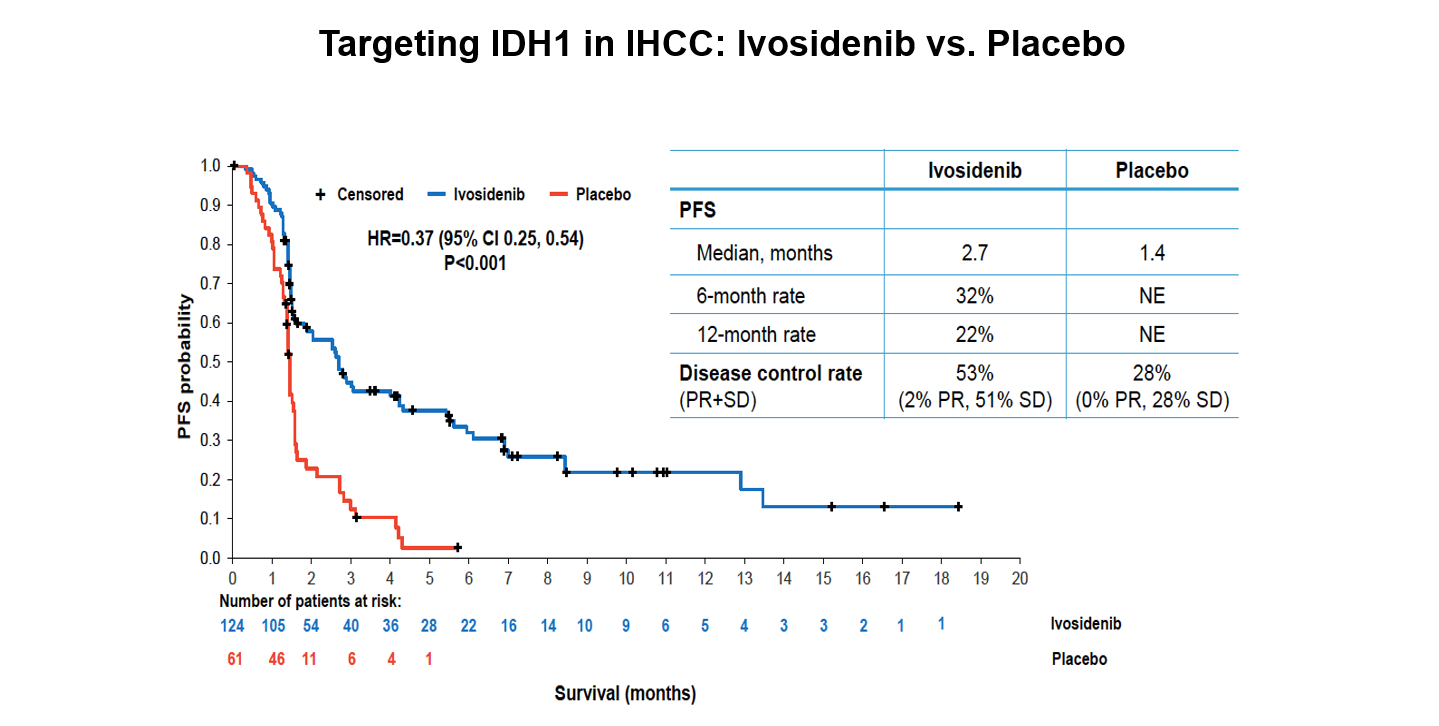 Targeting IDH1 in IHCC: Ivosidenib vs. Placebo
PFS probability
1.0
0.9
0.8
0.7
0.6
0.5
0.4
0.3
0.2
0.1
0.0
Censored Ivosidenib Placebo
HR=0.37 (95% CI 0.25, 0.54)
P<0.001
Ivosidenib Placebo
PFS
Median, months 2.7 1.4
6-month rate 32% NE
12-month rate 22% NE
Disease control rate 53% 28%
(PR+SD) (2% PR, 51% SD) (0% PR, 28% SD)
0 1 2 3 4 5 6 7 8 9 10 11 12 13 14 15 16 17 18 19 20
Number of patients at risk:
124 105 54 40 36 28 22 16 14 10 9 6 5 4 3 3 2 1 1 Ivosidenib
61 46 11 6 4 1 Placebo
Survival (months)